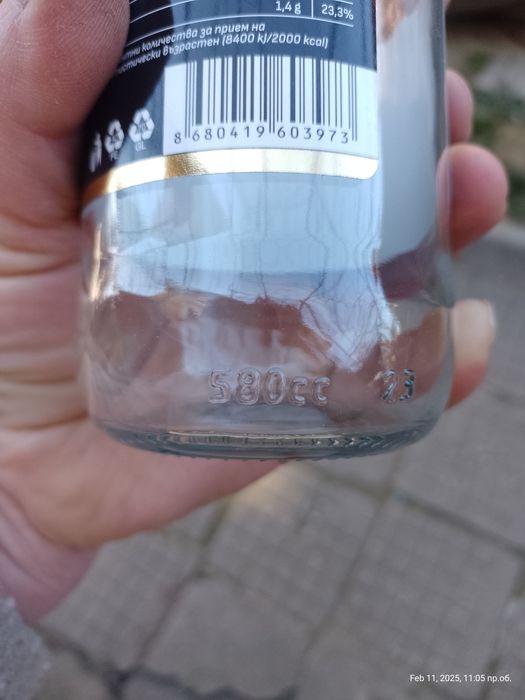 1,4 g 23,3%
количества за прием на
възрастен (8400 kJ/2000 kcal)
8 680419 603973
GL
580cc 23
Feb 11, 2025, 11:05 пр.об.